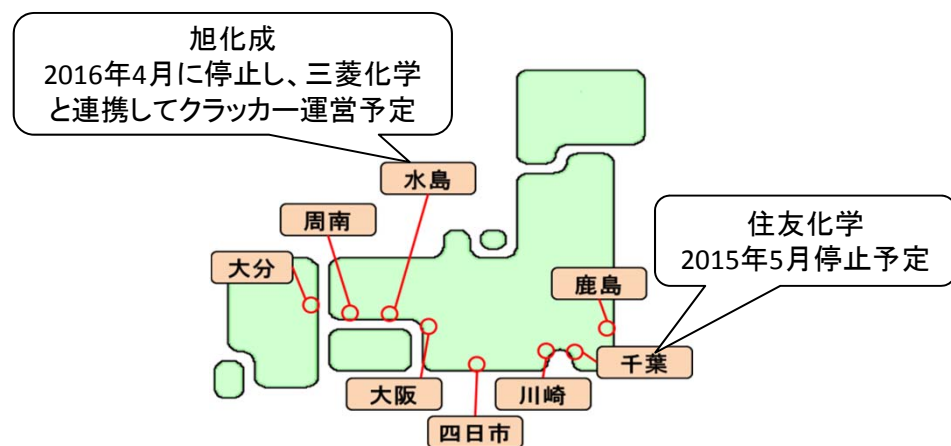 旭化成
2016年4月に停止し、三菱化学
と連携してクラッカー運営予定
水島
周南
大分
住友化学
2015年5月停止予定
鹿島
千葉
大阪
川崎
四日市